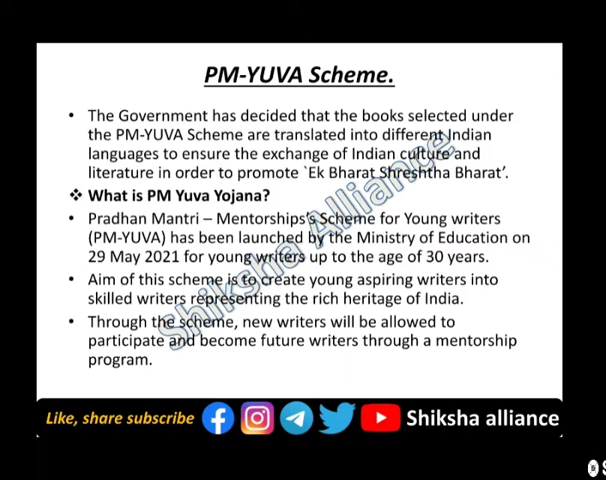 PM-YUVA Scheme.
• The Government has decided that the books selected under
the PM-YUVA Scheme are translated into different Indian
languages to ensure the exchange of Indian culture and
literature in order to promote `Ek Bharat Shreshtha Bharat’.
❖ What is PM Yuva Yojana?
• Pradhan Mantri – Mentorships’s Scheme for Young writers
(PM-YUVA) has been launched by the Ministry of Education on
29 May 2021 for young writers up to the age of 30 years.
• Aim of this scheme is to create young aspiring writers into
skilled writers representing the rich heritage of India.
• Through the scheme, new writers will be allowed to
participate and become future writers through a mentorship
program.
Shiksha Alliance
Like, share subscribe
Shiksha alliance